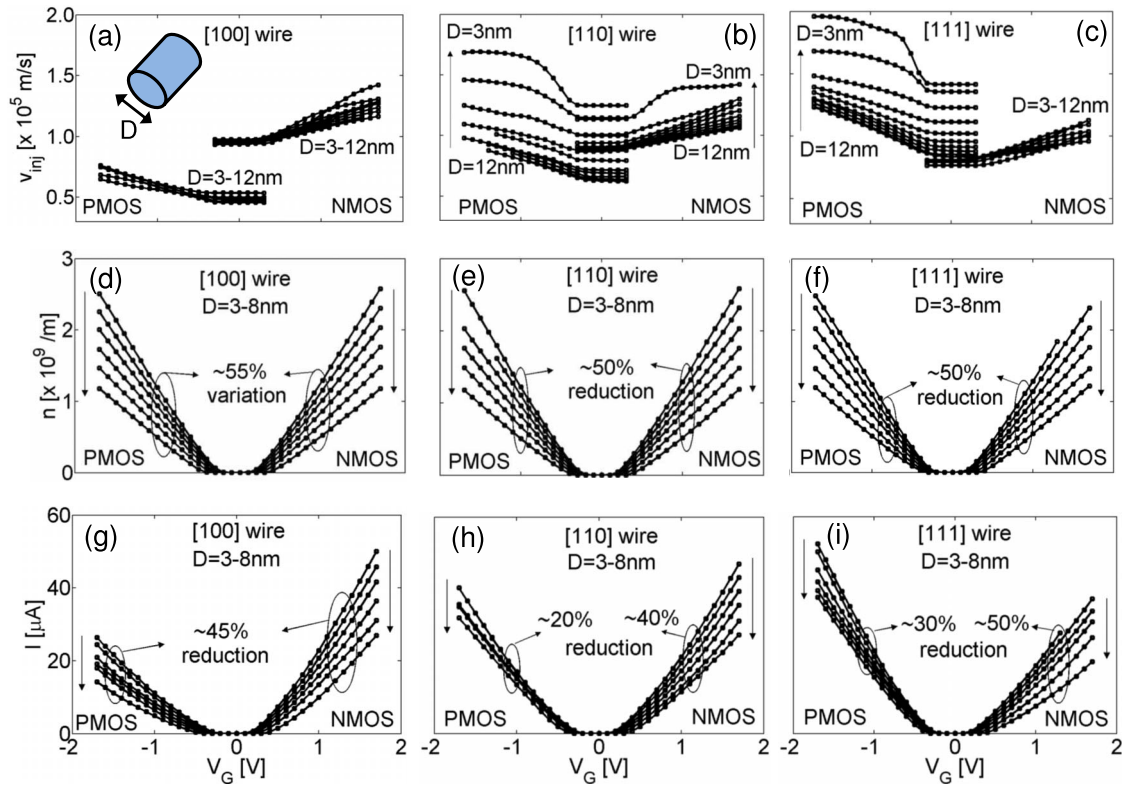 (a)
[100] wire
D
D=3-12nm
D=3-12nm
PMOS
NMOS
2.0
1.5
1.0
0.5
v_inj [x 10^5 m/s]
(b)
[110] wire
D=3nm
D=3nm
D=12nm
D=12nm
PMOS
NMOS
(c)
[111] wire
D=3nm
D=3-12nm
D=12nm
PMOS
NMOS
(d)
[100] wire
D=3-8nm
~55%
variation
PMOS
NMOS
3
2
1
0
n [x 10^9 /m]
(e)
[110] wire
D=3-8nm
~50%
reduction
PMOS
NMOS
(f)
[111] wire
D=3-8nm
~50%
reduction
PMOS
NMOS
(g)
[100] wire
D=3-8nm
~45%
reduction
PMOS
NMOS
60
40
20
0
I [μA]
-2 -1 0 1 2
V_G [V]
(h)
[110] wire
D=3-8nm
~20% ~40%
reduction
PMOS
NMOS
-2 -1 0 1 2
V_G [V]
(i)
[111] wire
D=3-8nm
~30% ~50%
reduction
PMOS
NMOS
-2 -1 0 1 2
V_G [V]